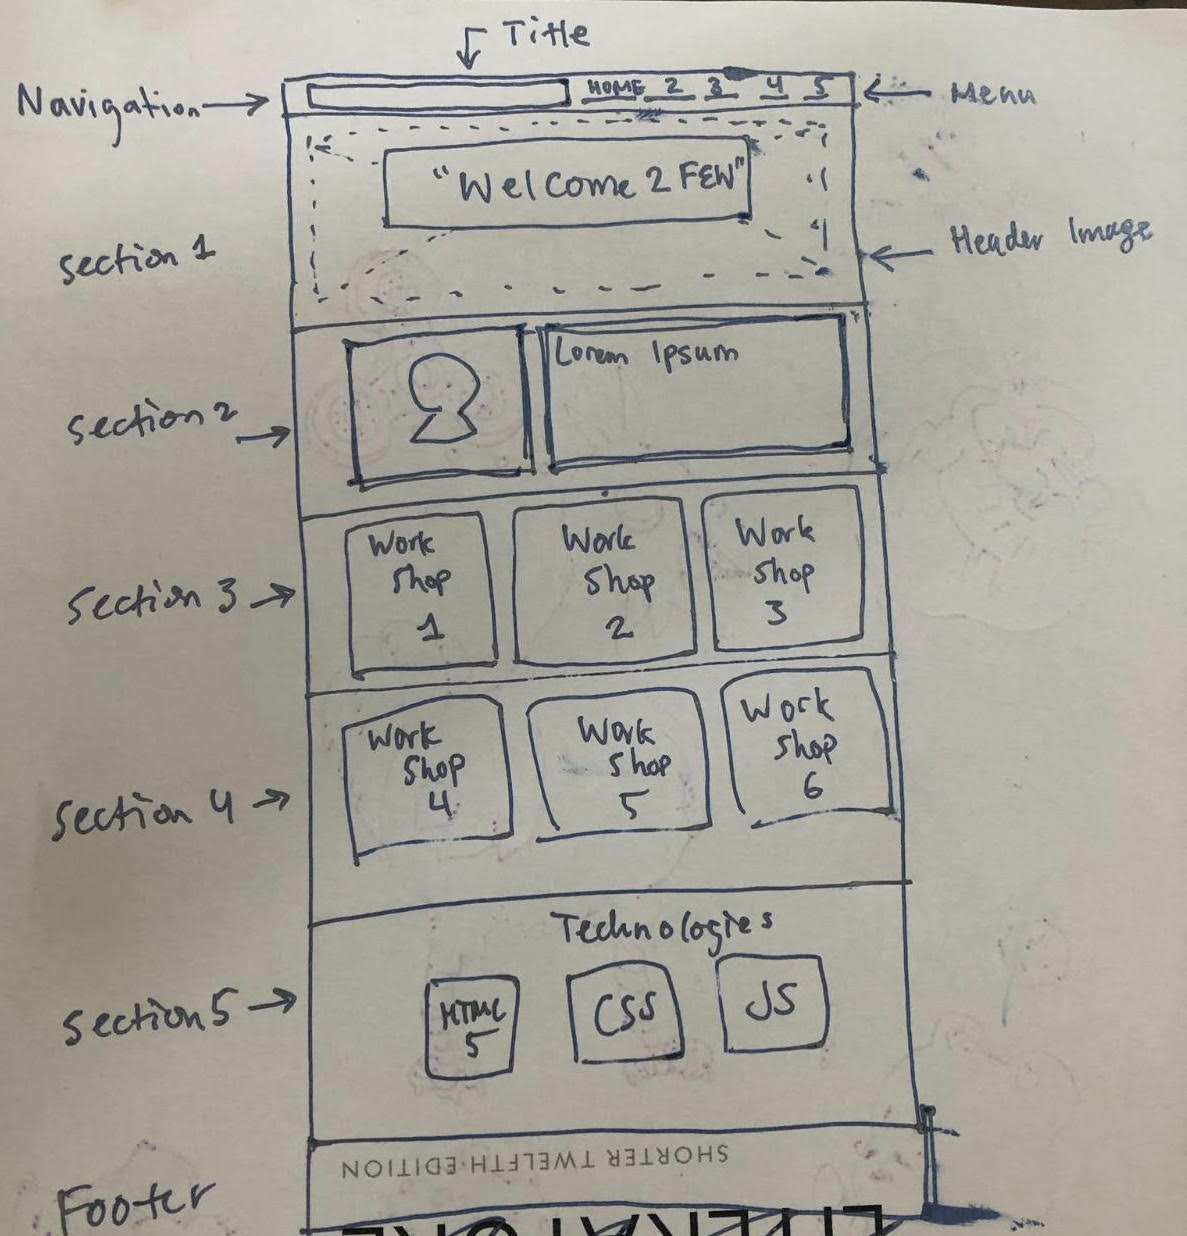 Title
Navigation
HOME 2 3 4 5
Menu
"Welcome 2 FEW"
Section 1
Header Image
Section 2
Lorem Ipsum
Section 3
Work
Shop
1
Work
Shop
2
Work
Shop
3
Section 4
Work
Shop
4
Work
Shop
5
Work
Shop
6
Section 5
Technologies
HTML
5
CSS
JS
Footer
SHORTER TWELFTH EDITION
LITERATURE